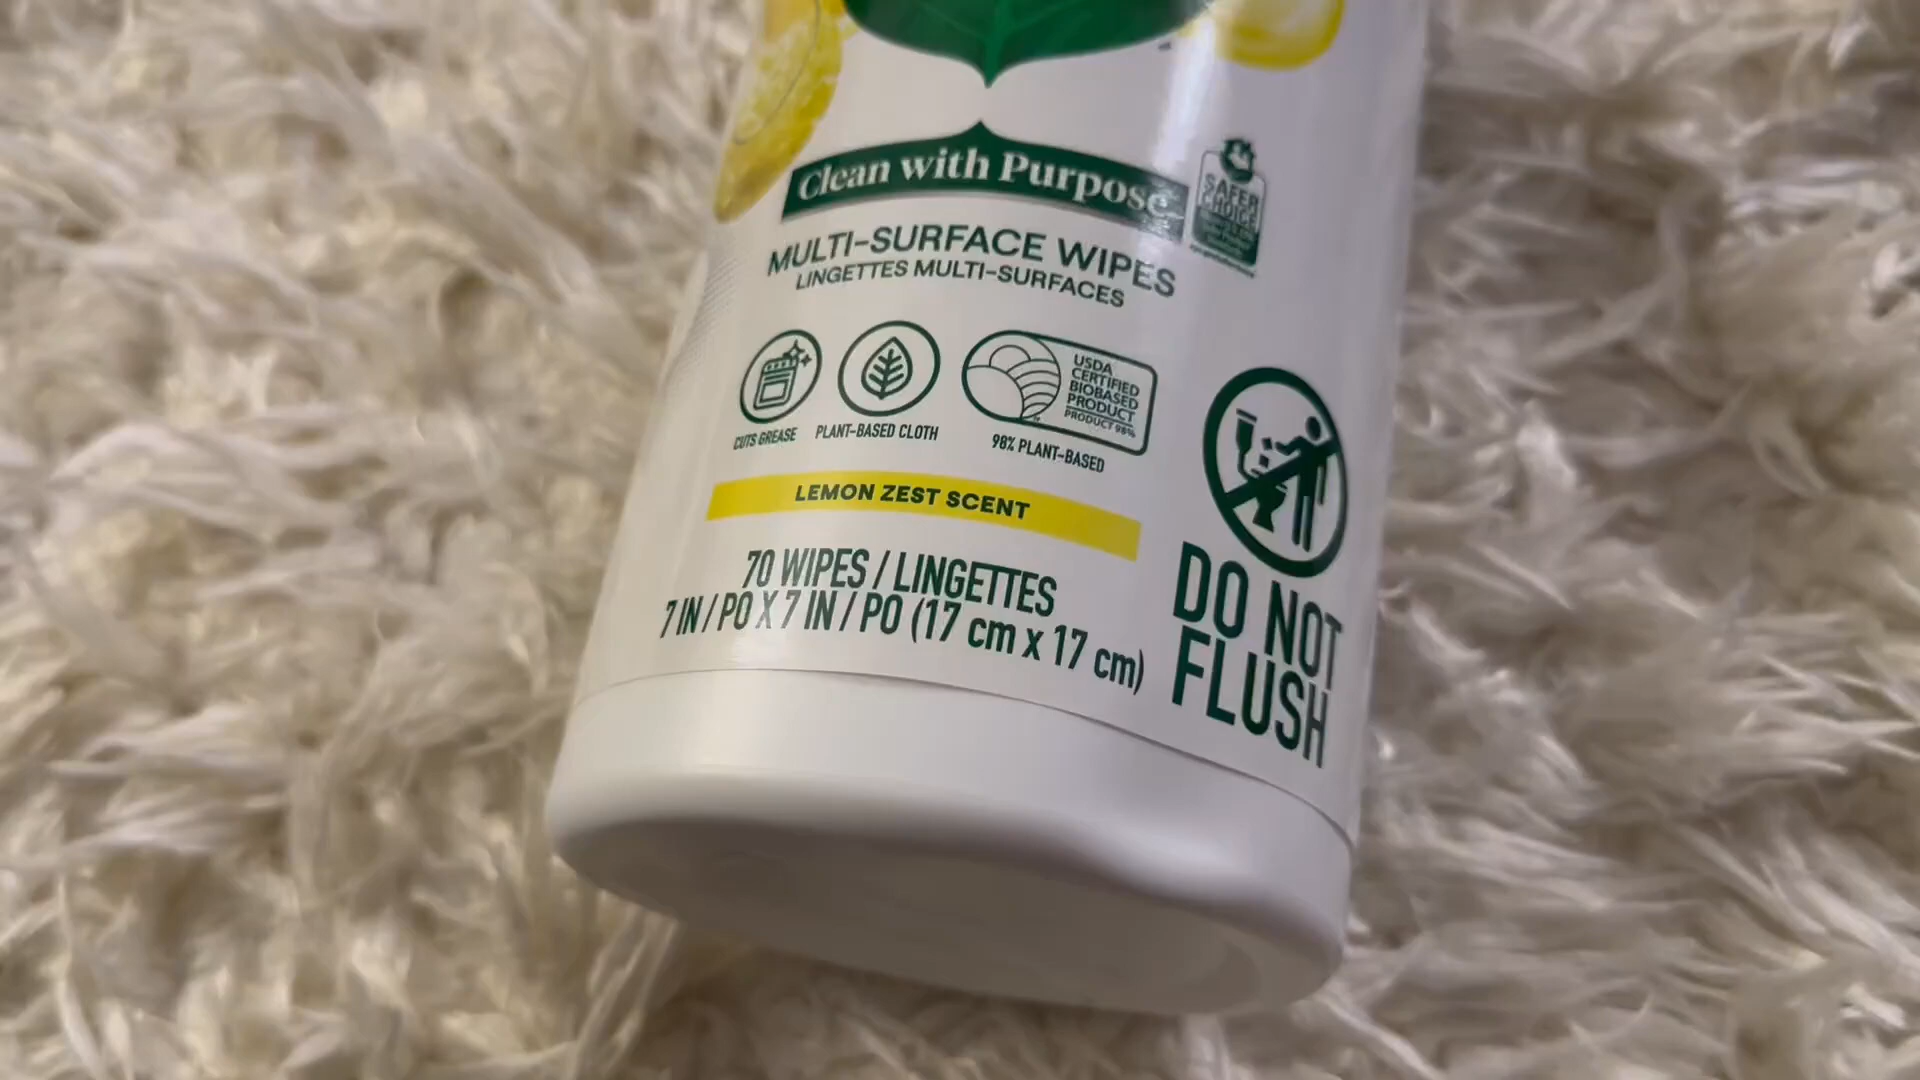 Clean with Purpose
SAFER
CHOICE
MULTI-SURFACE WIPES
LINGETTES MULTI-SURFACES
USDA
CERTIFIED
BIOBASED
PRODUCT
PRODUCT 98%
CUTS GREASE
PLANT-BASED CLOTH
98% PLANT-BASED
LEMON ZEST SCENT
70 WIPES / LINGETTES
7 IN / PO X 7 IN / PO (17 cm x 17 cm)
DO NOT
FLUSH